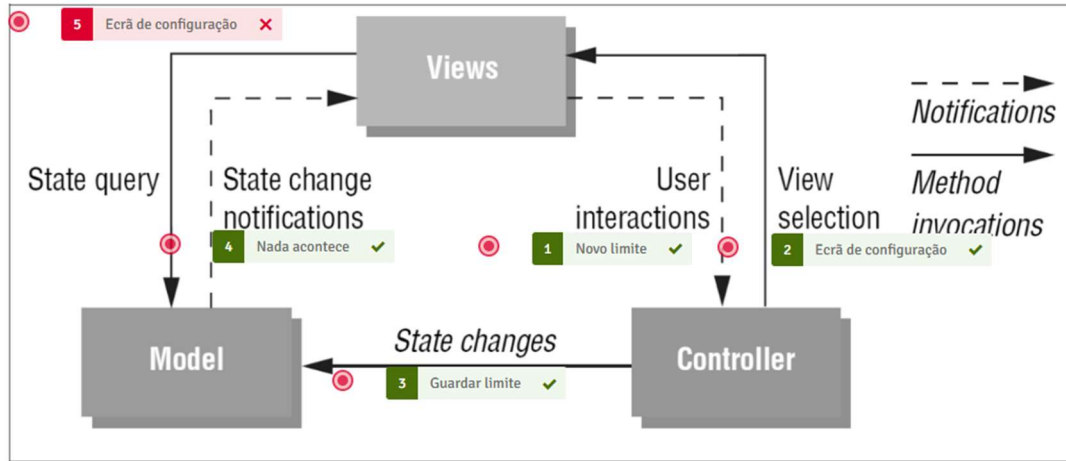 5 Ecrã de configuração
Views
Notifications
Method
invocations
State query
State change
notifications
User
interactions
View
selection
4 Nada acontece
1 Novo limite
2 Ecrã de configuração
Model
State changes
Controller
3 Guardar limite